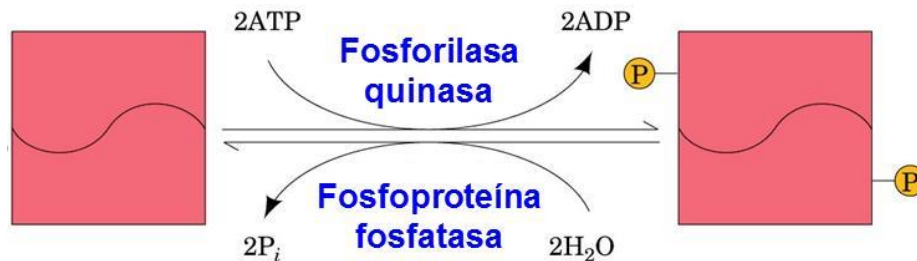 2ATP
2ADP
Fosforilasa
quinasa
P
P
Fosfoproteína
fosfatasa
2Pi
2H₂O